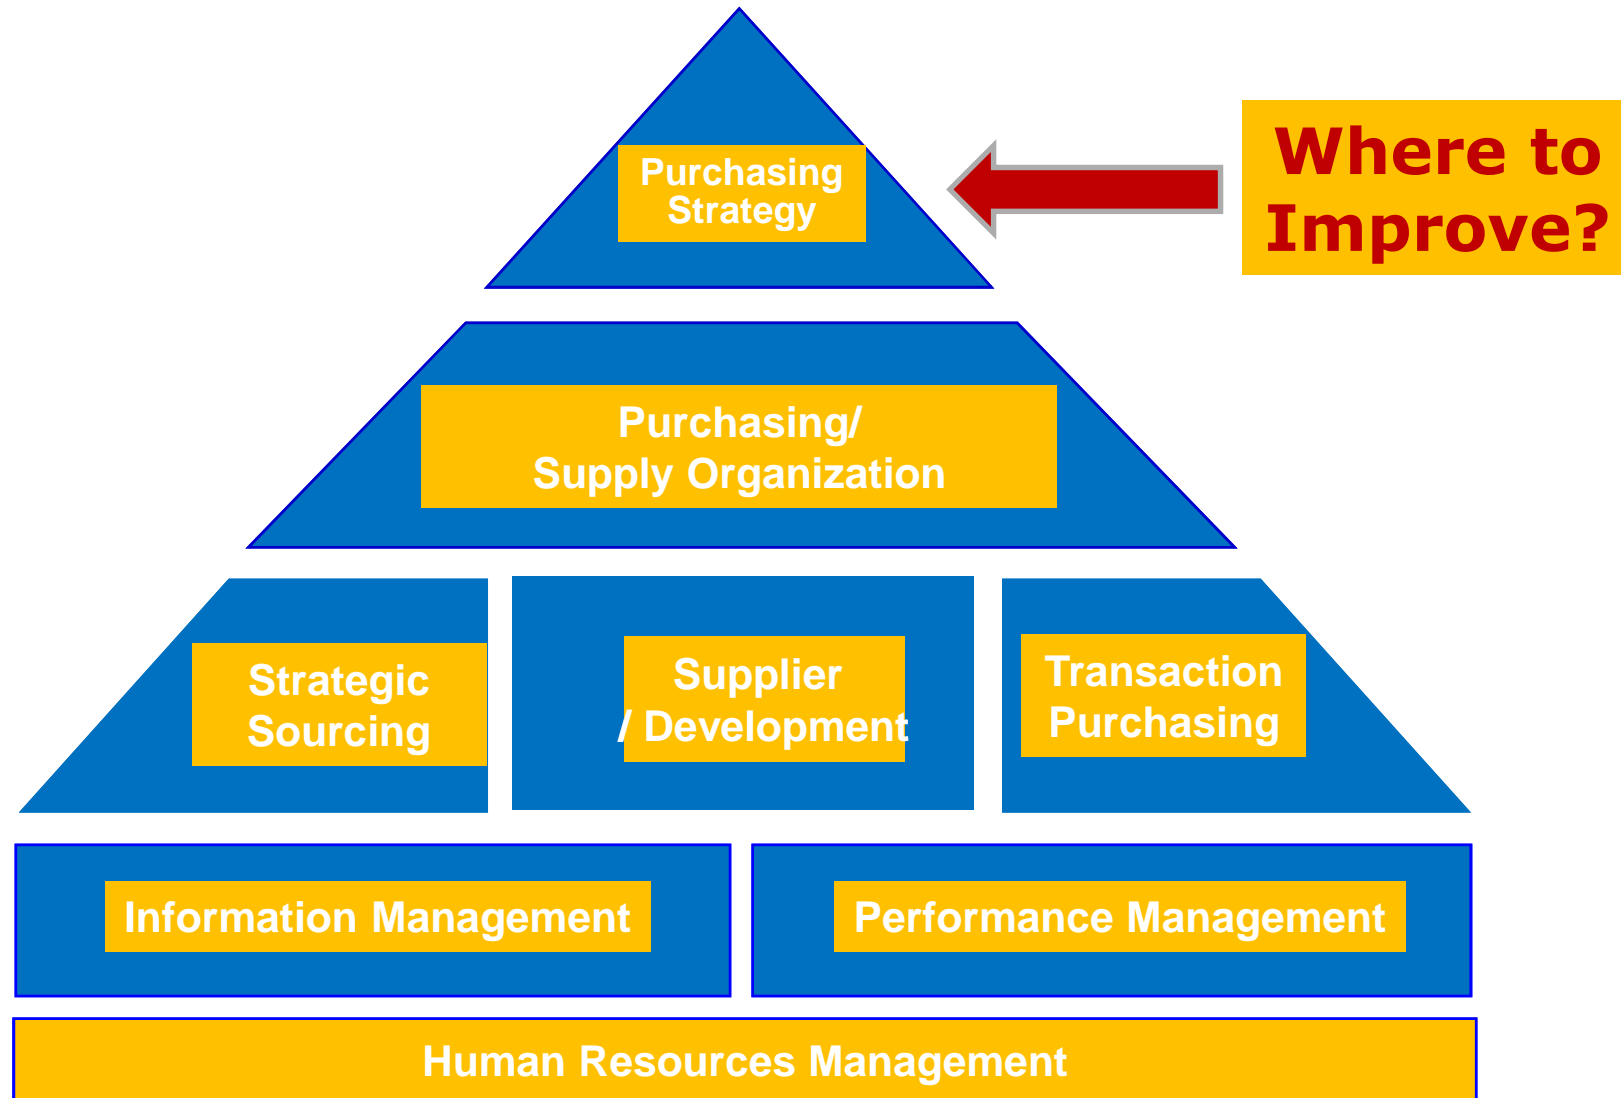 Purchasing
Strategy
Where to
Improve?
Purchasing/
Supply Organization
Strategic
Sourcing
Supplier
/ Development
Transaction
Purchasing
Information Management
Performance Management
Human Resources Management